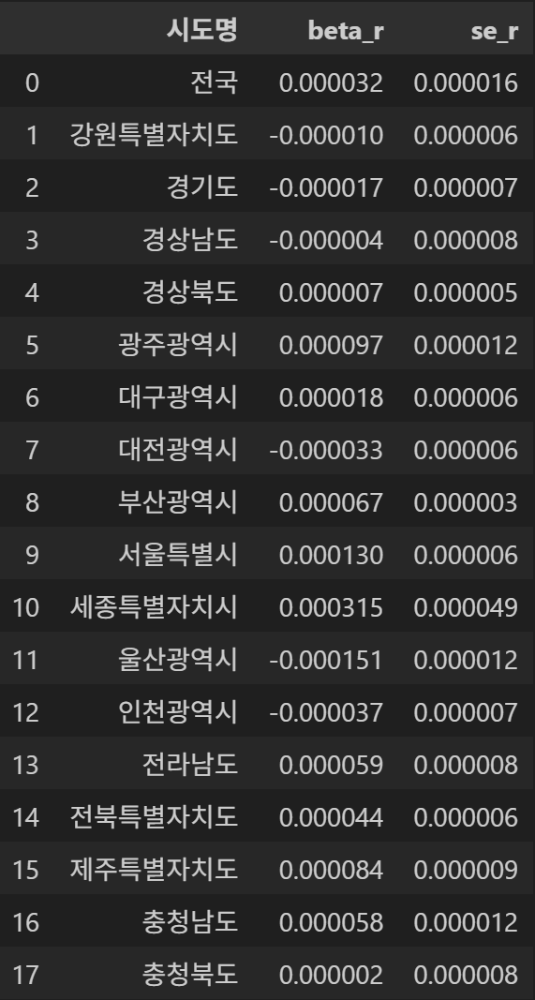 시도명 beta_r se_r
0 전국 0.000032 0.000016
1 강원특별자치도 -0.000010 0.000006
2 경기도 -0.000017 0.000007
3 경상남도 -0.000004 0.000008
4 경상북도 0.000007 0.000005
5 광주광역시 0.000097 0.000012
6 대구광역시 0.000018 0.000006
7 대전광역시 -0.000033 0.000006
8 부산광역시 0.000067 0.000003
9 서울특별시 0.000130 0.000006
10 세종특별자치시 0.000315 0.000049
11 울산광역시 -0.000151 0.000012
12 인천광역시 -0.000037 0.000007
13 전라남도 0.000059 0.000008
14 전북특별자치도 0.000044 0.000006
15 제주특별자치도 0.000084 0.000009
16 충청남도 0.000058 0.000012
17 충청북도 0.000002 0.000008